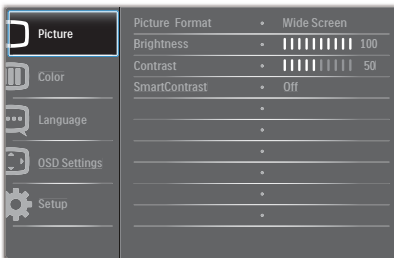 Picture
Color
Language
OSD Settings
Setup
Picture Format • Wide Screen
Brightness • 100
Contrast • 50
SmartContrast • Off